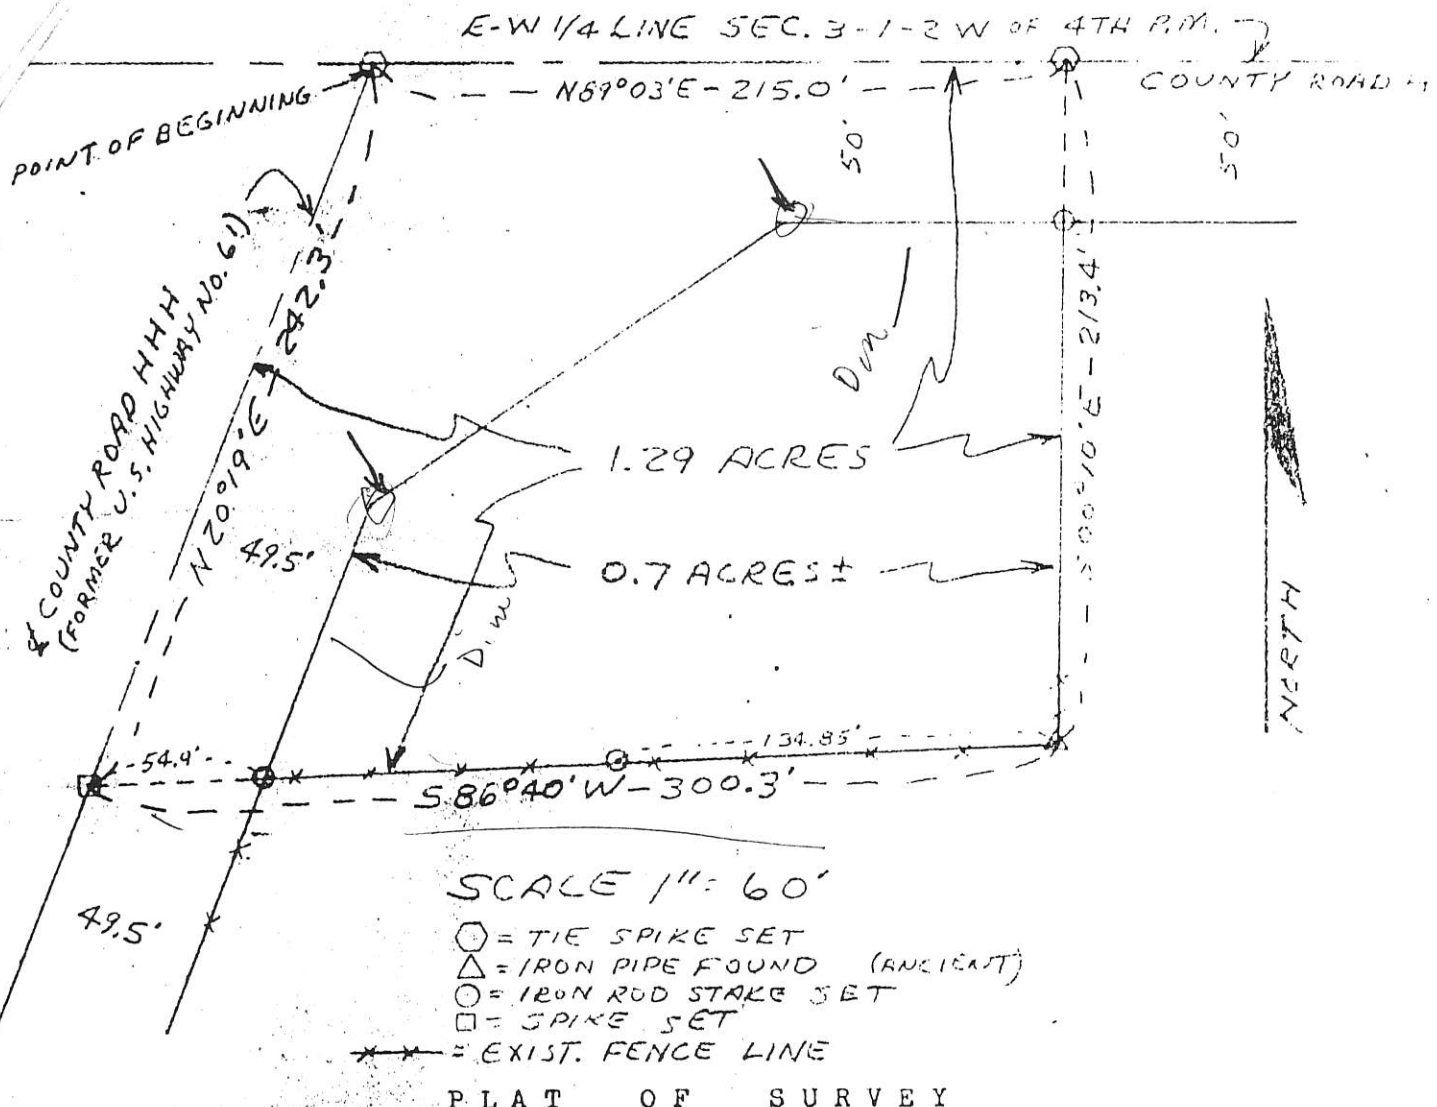 E-W 1/4 LINE SEC. 3-1-2 W OF 4TH P.M.
N89°03'E-215.0'
COUNTY ROAD H
POINT OF BEGINNING
50'
50'
¢ COUNTY ROAD HHH
(FORMER U.S. HIGHWAY NO. 61)
N20°19'E-242.3'
Dim
S00°10'E-213.4'
1.29 ACRES
49.5'
0.7 ACRES±
Dim
NORTH
54.9'
134.85'
S86°40'W-300.3'
49.5'
SCALE 1"= 60'
= TIE SPIKE SET
= IRON PIPE FOUND (ANCIENT)
= IRON ROD STAKE SET
= SPIKE SET
= EXIST. FENCE LINE
PLAT OF SURVEY